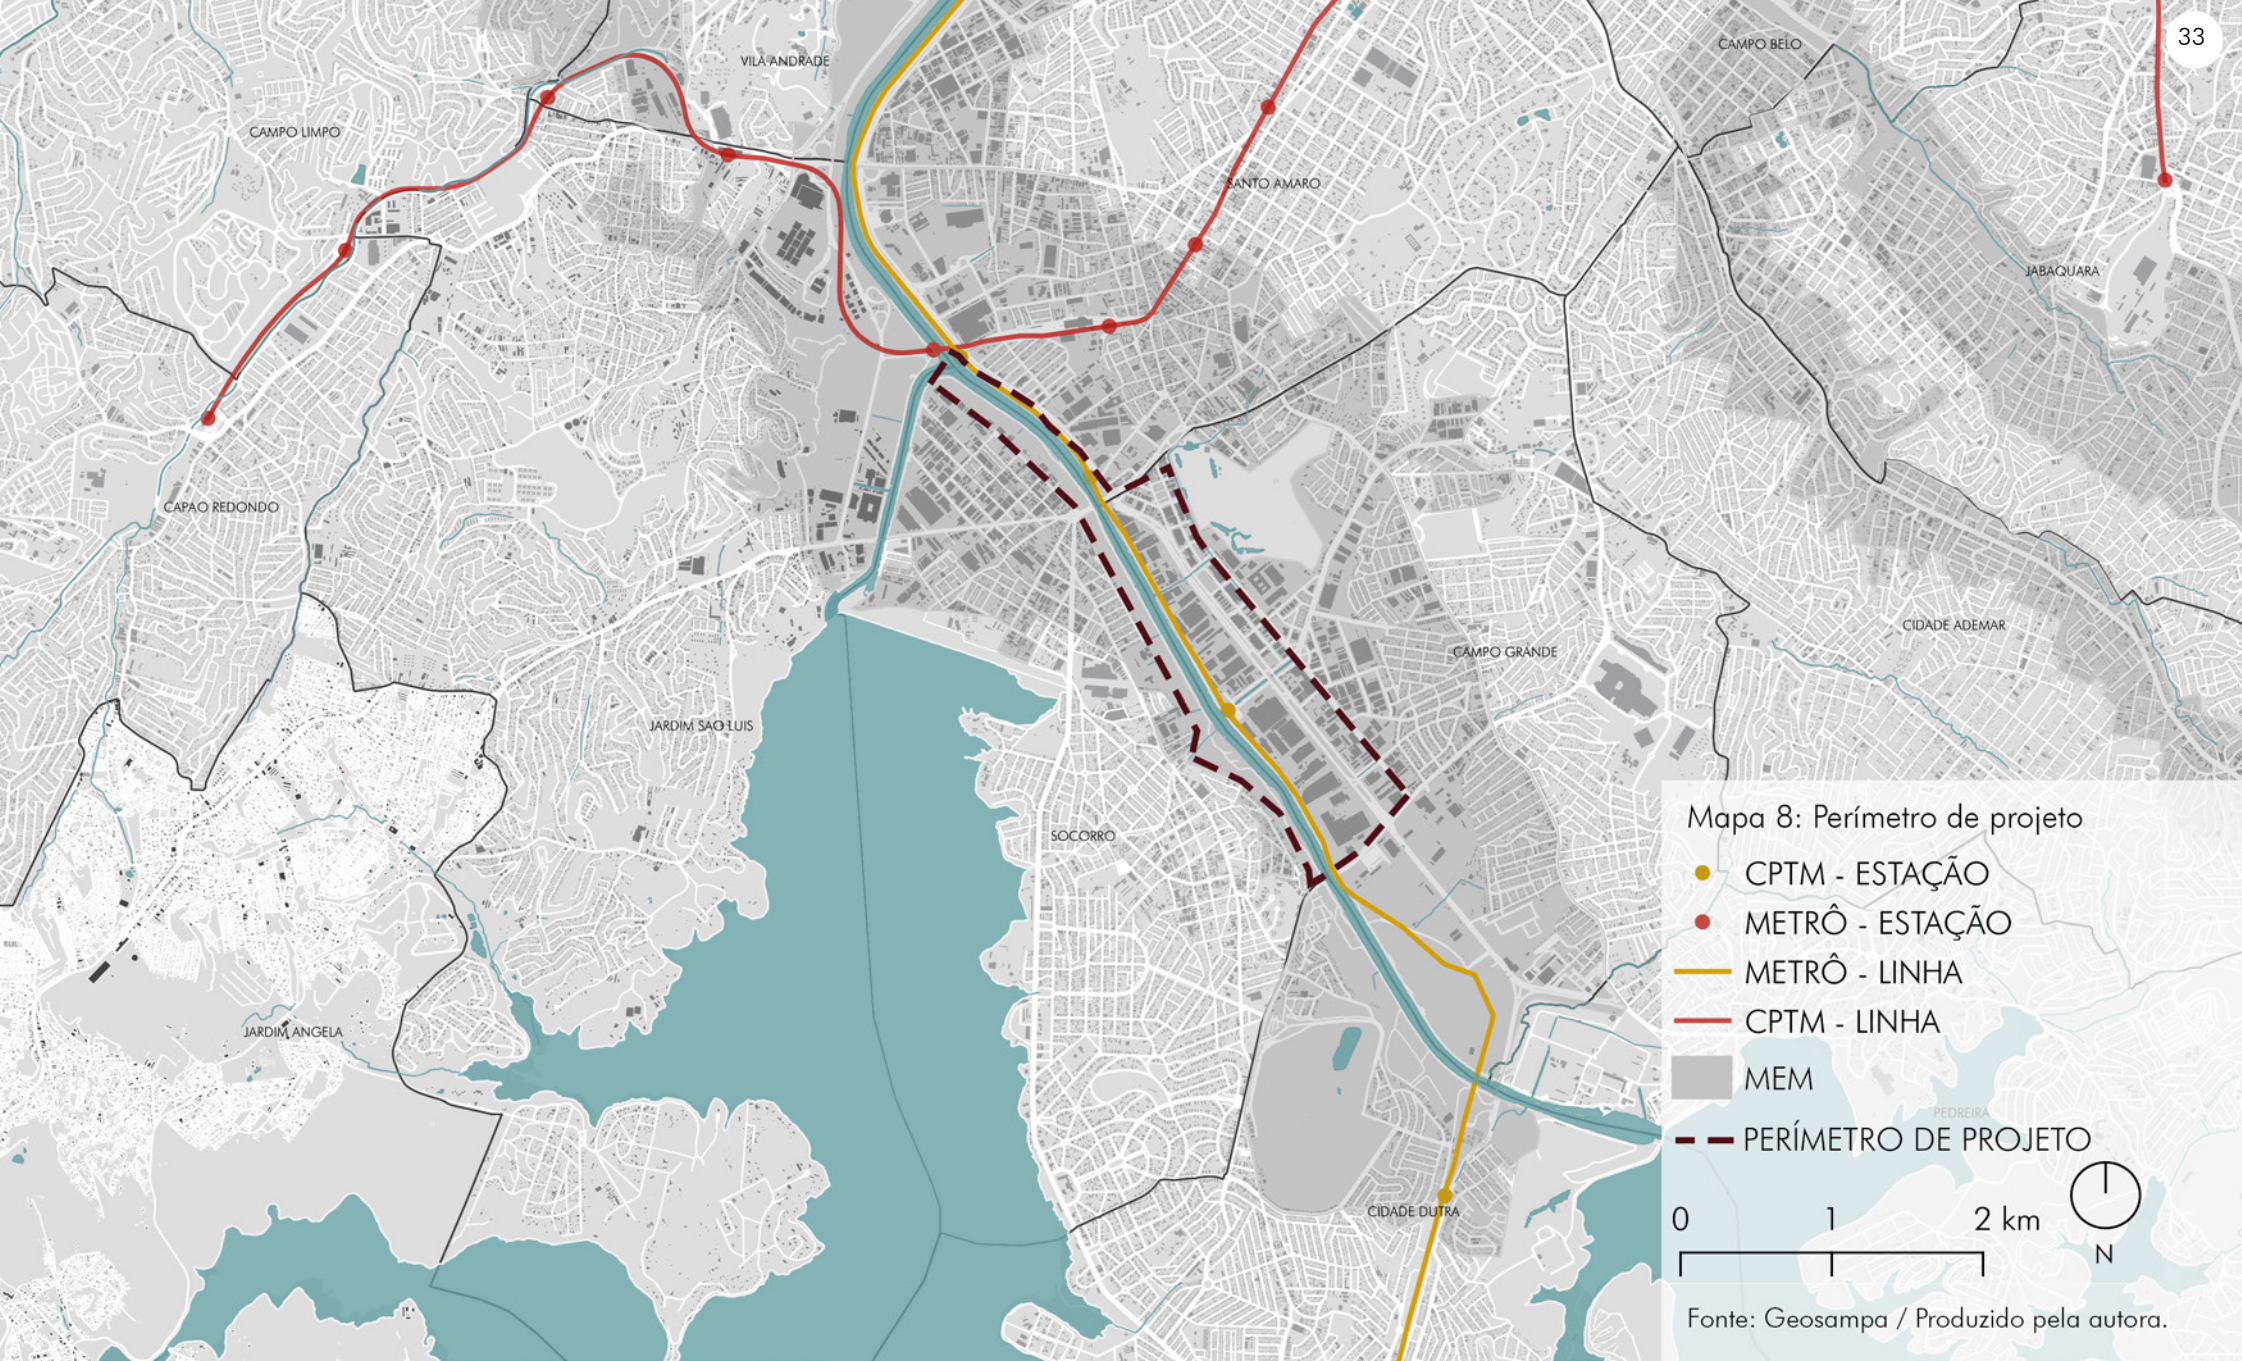 33
CAMPO BELO
VILA ANDRADE
CAMPO LIMPO
SANTO AMARO
JABAQUARA
CAPAO REDONDO
CIDADE ADEMAR
CAMPO GRANDE
JARDIM SAO LUIS
SOCORRO
JARDIM ANGELA
CIDADE DUTRA
PEDREIRA
Mapa 8: Perímetro de projeto
CPTM - ESTAÇÃO
METRÔ - ESTAÇÃO
METRÔ - LINHA
CPTM - LINHA
MEM
PERÍMETRO DE PROJETO
0 1 2 km
N
Fonte: Geosampa / Produzido pela autora.